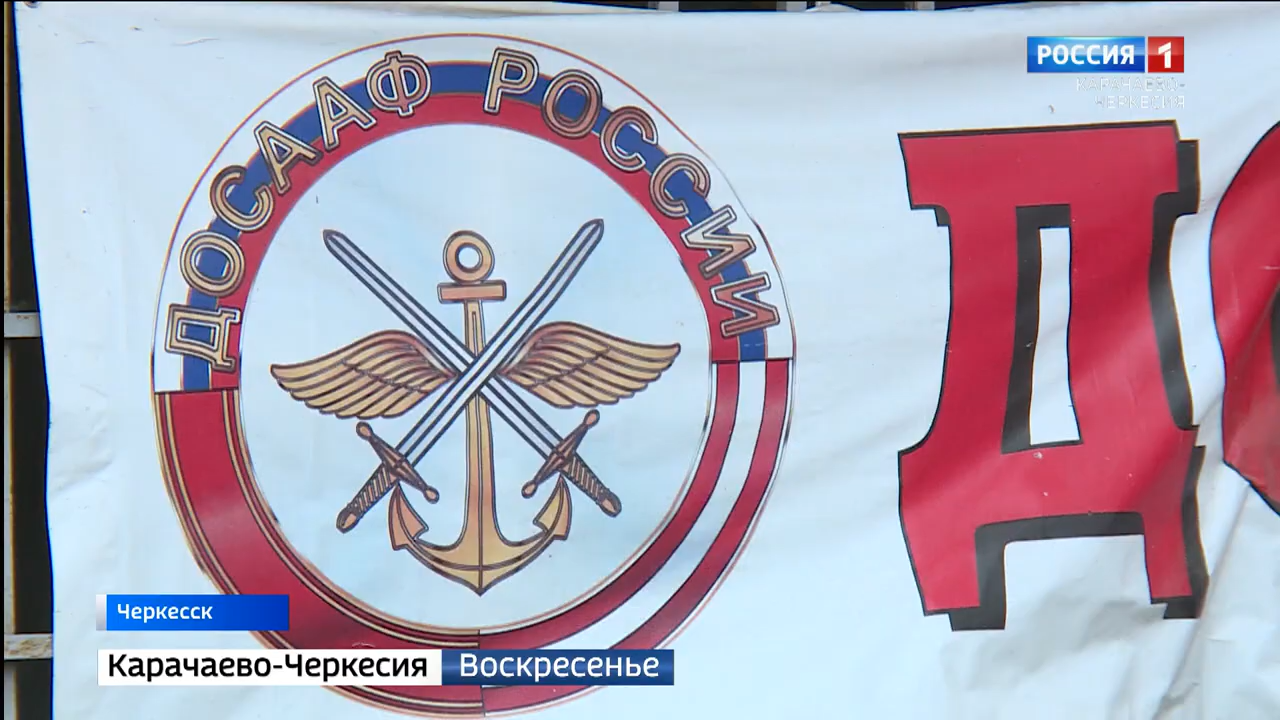 ДОСААФ РОССИИ
РОССИЯ 1
КАРАЧАЕВО-
ЧЕРКЕСИЯ
Д
Черкесск
Карачаево-Черкесия Воскресенье